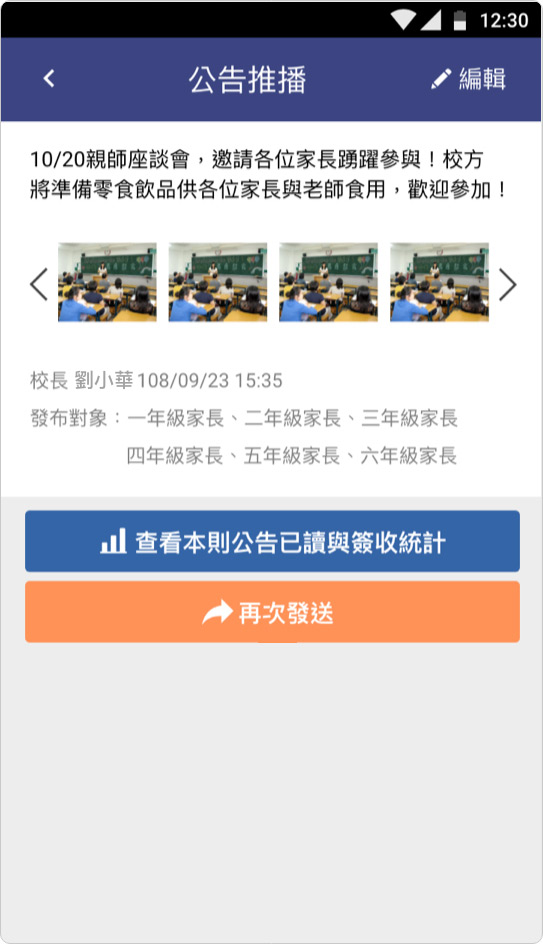 12:30
公告推播
編輯
10/20親師座談會，邀請各位家長踴躍參與！校方
將準備零食飲品供各位家長與老師食用，歡迎參加！
校長 劉小華 108/09/23 15:35
發布對象：一年級家長、二年級家長、三年級家長
四年級家長、五年級家長、六年級家長
查看本則公告已讀與簽收統計
再次發送